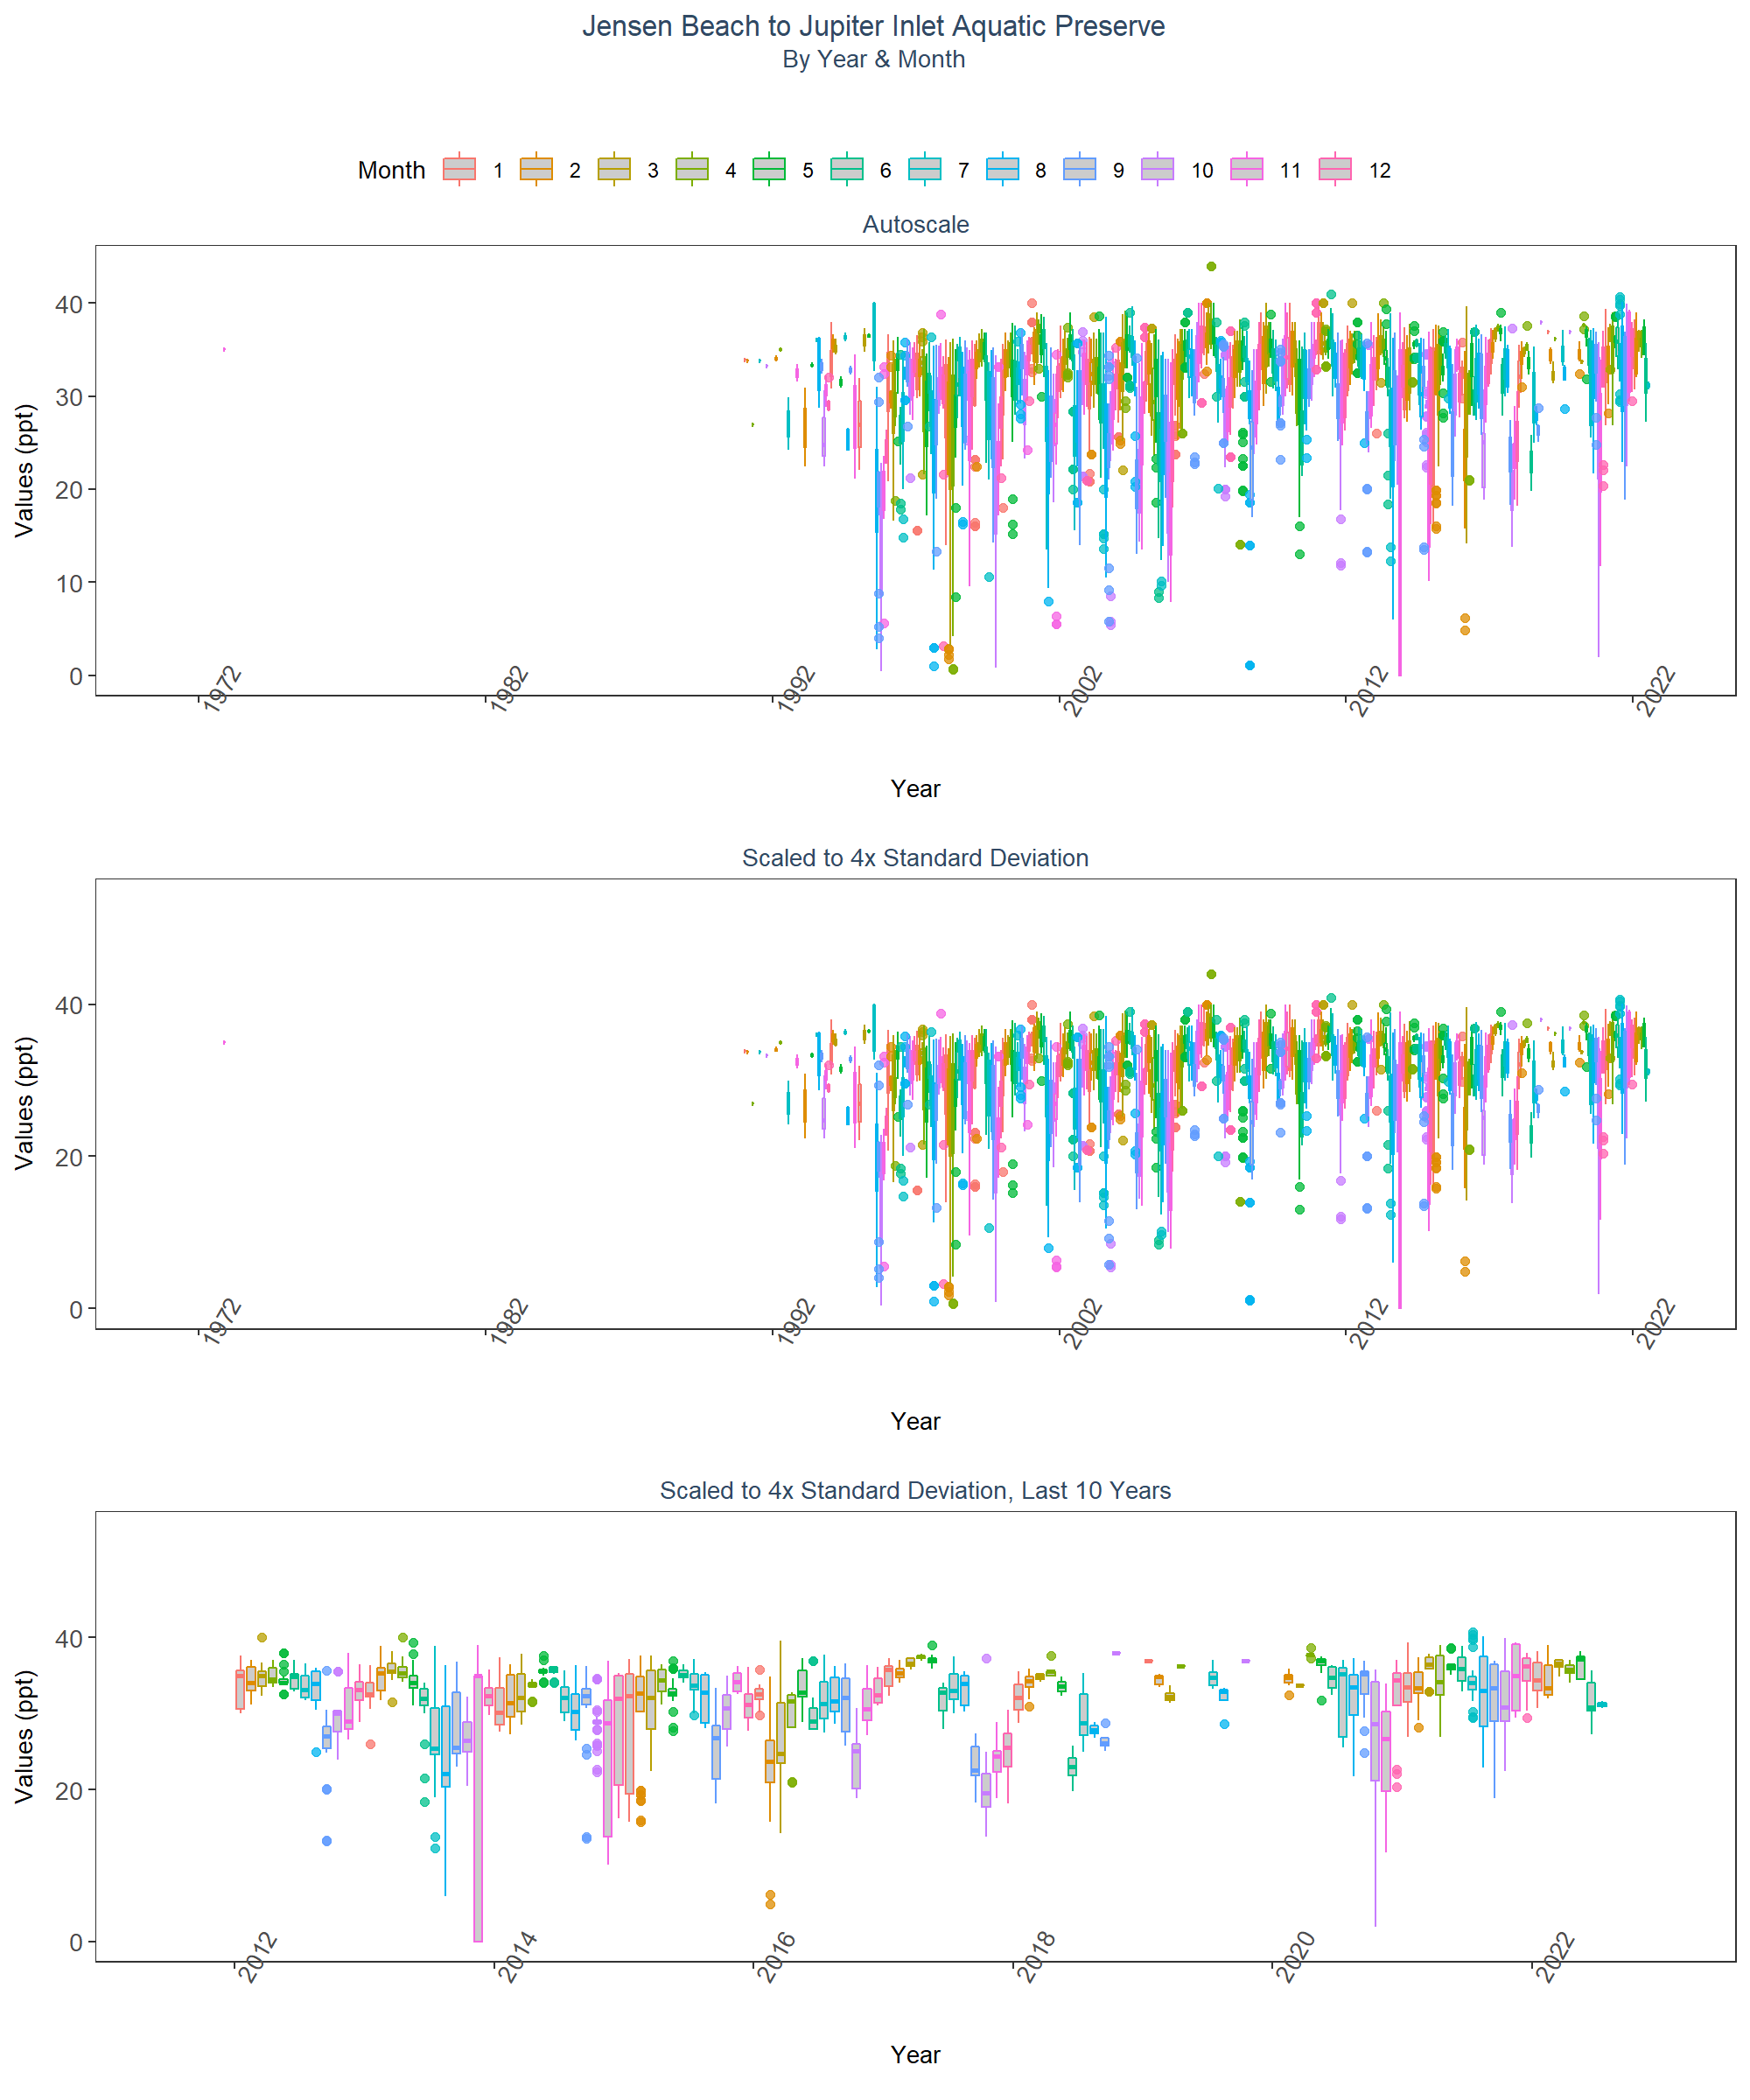 Jensen Beach to Jupiter Inlet Aquatic Preserve
By Year & Month
Month 1 2 3 4 5 6 7 8 9 10 11 12
Autoscale
Values (ppt)
40
30
20
10
0
1972 1982 1992 2002 2012 2022
Year
Scaled to 4x Standard Deviation
Values (ppt)
40
20
0
1972 1982 1992 2002 2012 2022
Year
Scaled to 4x Standard Deviation, Last 10 Years
Values (ppt)
40
20
0
2012 2014 2016 2018 2020 2022
Year